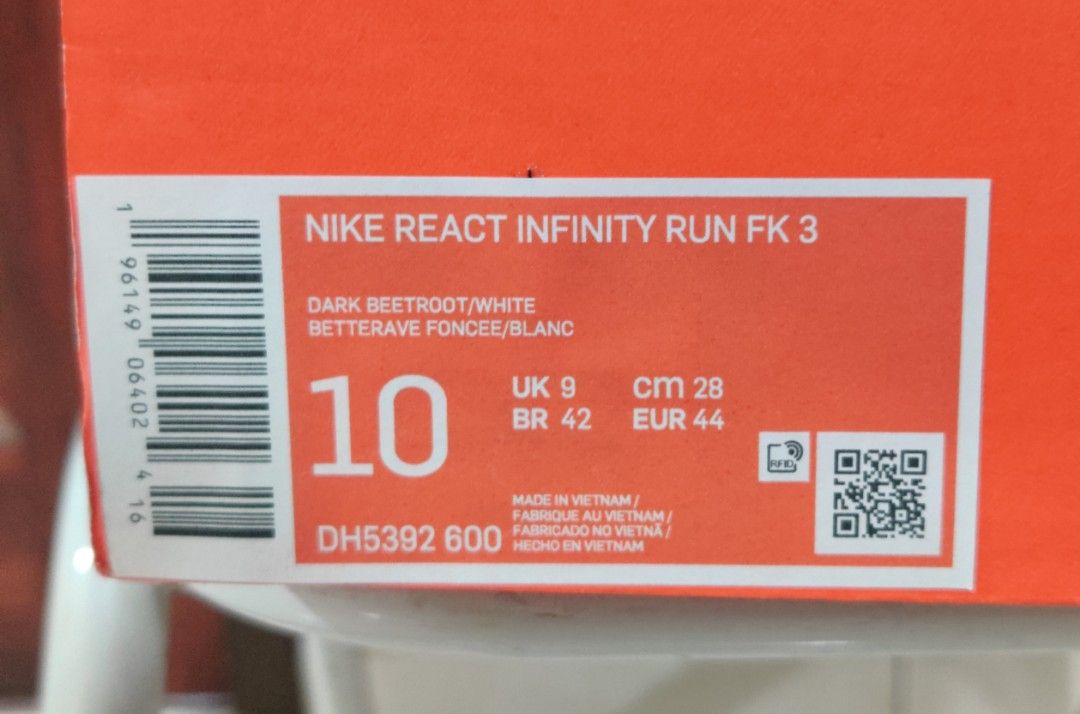 NIKE REACT INFINITY RUN FK 3
DARK BEETROOT/WHITE
BETTERAVE FONCEE/BLANC
10
UK 9 cm 28
BR 42 EUR 44
RFID
DH5392 600
MADE IN VIETNAM /
FABRIQUE AU VIETNAM /
FABRICADO NO VIETNÃ /
HECHO EN VIETNAM
1 96149 06402 4 16